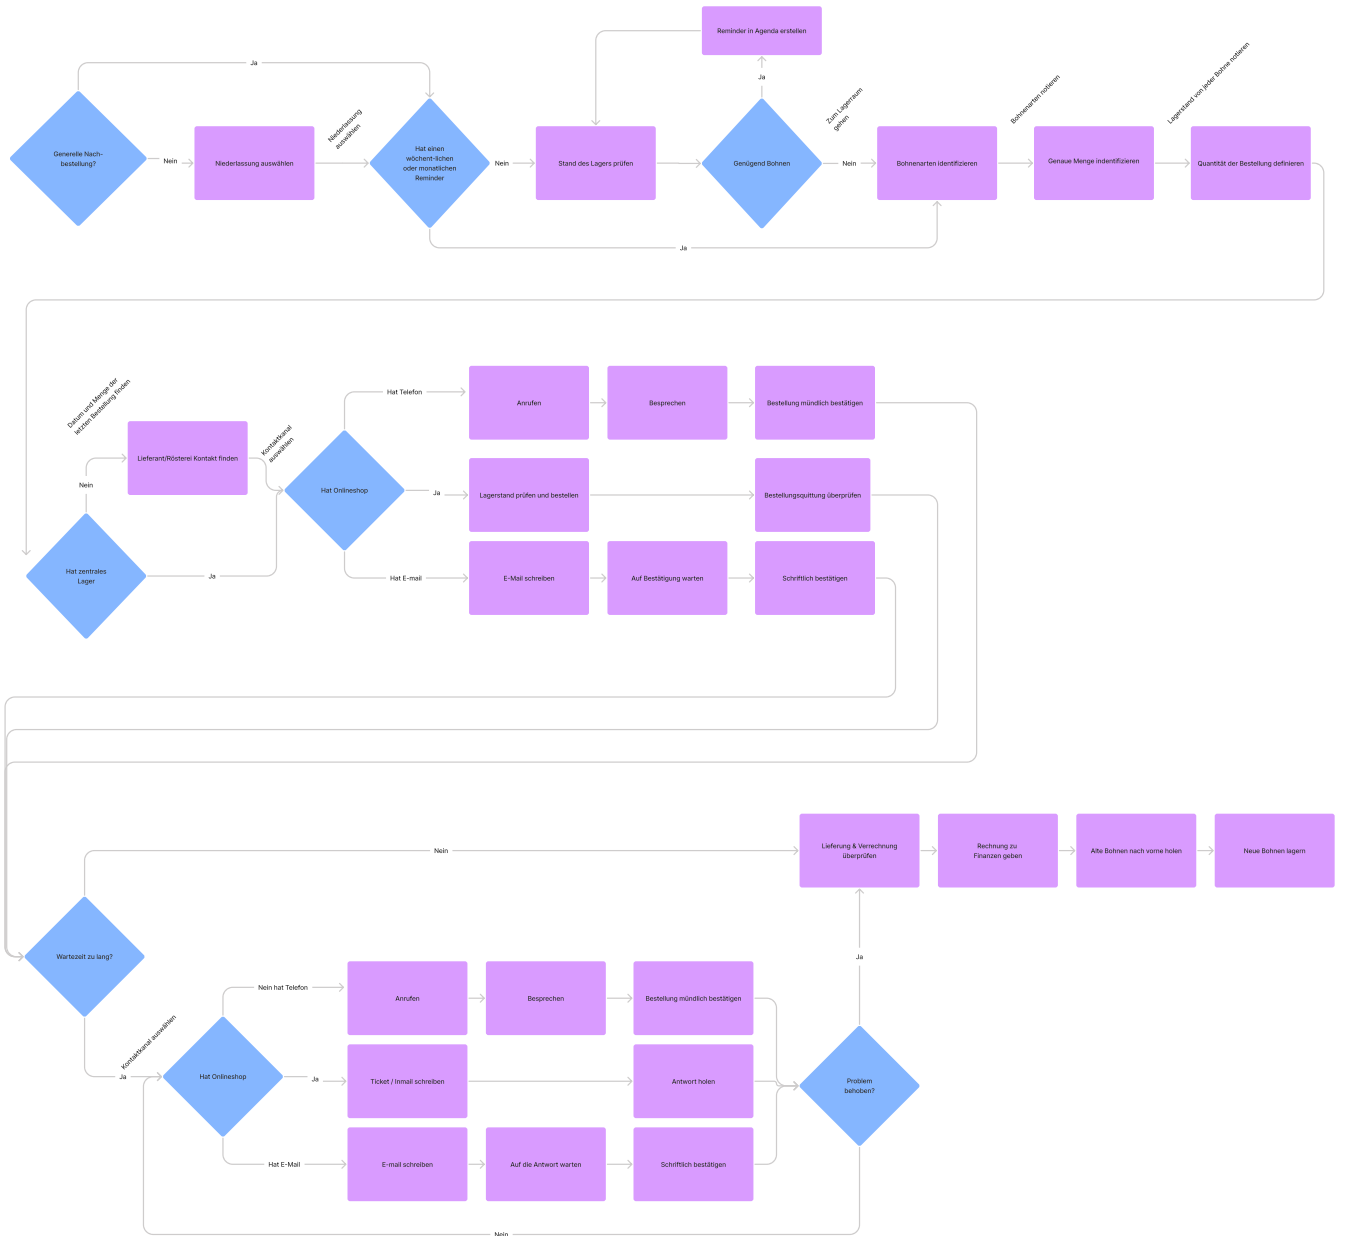 Reminder in Agenda erstellen
Ja
Ja
Generelle Nach-
bestellung?
Nein
Niederlassung auswählen
Niederlassung
auswählen
Hat einen
wöchent-lichen
oder monatlichen
Reminder
Nein
Stand des Lagers prüfen
Genügend Bohnen
Zum Lagerraum
gehen
Nein
Bohnenarten identifizieren
Bohnenarten notieren
Genaue Menge indentifizieren
Lagerstand von jeder Bohne notieren
Quantität der Bestellung definieren
Ja
Datum und Menge der
letzten Bestellung finden
Hat Telefon
Anrufen
Besprechen
Bestellung mündlich bestätigen
Kontaktkanal
auswählen
Lieferant/Rösterei Kontakt finden
Nein
Hat Onlineshop
Ja
Lagerstand prüfen und bestellen
Bestellungsquittung überprüfen
Hat zentrales
Lager
Ja
Hat E-mail
E-Mail schreiben
Auf Bestätigung warten
Schriftlich bestätigen
Nein
Lieferung & Verrechnung
überprüfen
Rechnung zu
Finanzen geben
Alte Bohnen nach vorne holen
Neue Bohnen lagern
Wartezeit zu lang?
Ja
Nein hat Telefon
Anrufen
Besprechen
Bestellung mündlich bestätigen
Kontaktkanal auswählen
Ja
Hat Onlineshop
Ja
Ticket / Inmail schreiben
Antwort holen
Problem
behoben?
Hat E-Mail
E-mail schreiben
Auf die Antwort warten
Schriftlich bestätigen
Nein